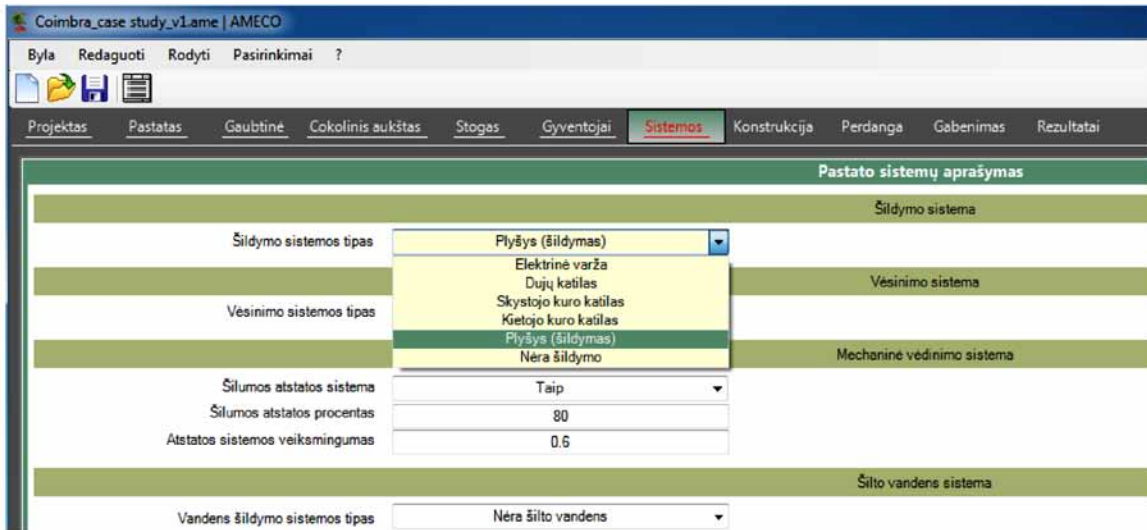 Coimbra_case study_v1.ame | AMECO
Byla Redaguoti Rodyti Pasirinkimai ?
Projektas Pastatas Gaubtinė Cokolinis aukštas Stogas Gyventojai Sistemos Konstrukcija Perdanga Gabenimas Rezultatai
Pastato sistemų aprašymas
Šildymo sistema
Šildymo sistemos tipas Plyšys (šildymas)
Elektrinė varža
Dujų katilas
Skystojo kuro katilas
Kietojo kuro katilas
Plyšys (šildymas)
Nėra šildymo
Vėsinimo sistema
Vėsinimo sistemos tipas
Mechaninė vėdinimo sistema
Šilumos atstatos sistema Taip
Šilumos atstatos procentas 80
Atstatos sistemos veiksmingumas 0.6
Šilto vandens sistema
Vandens šildymo sistemos tipas Nėra šilto vandens